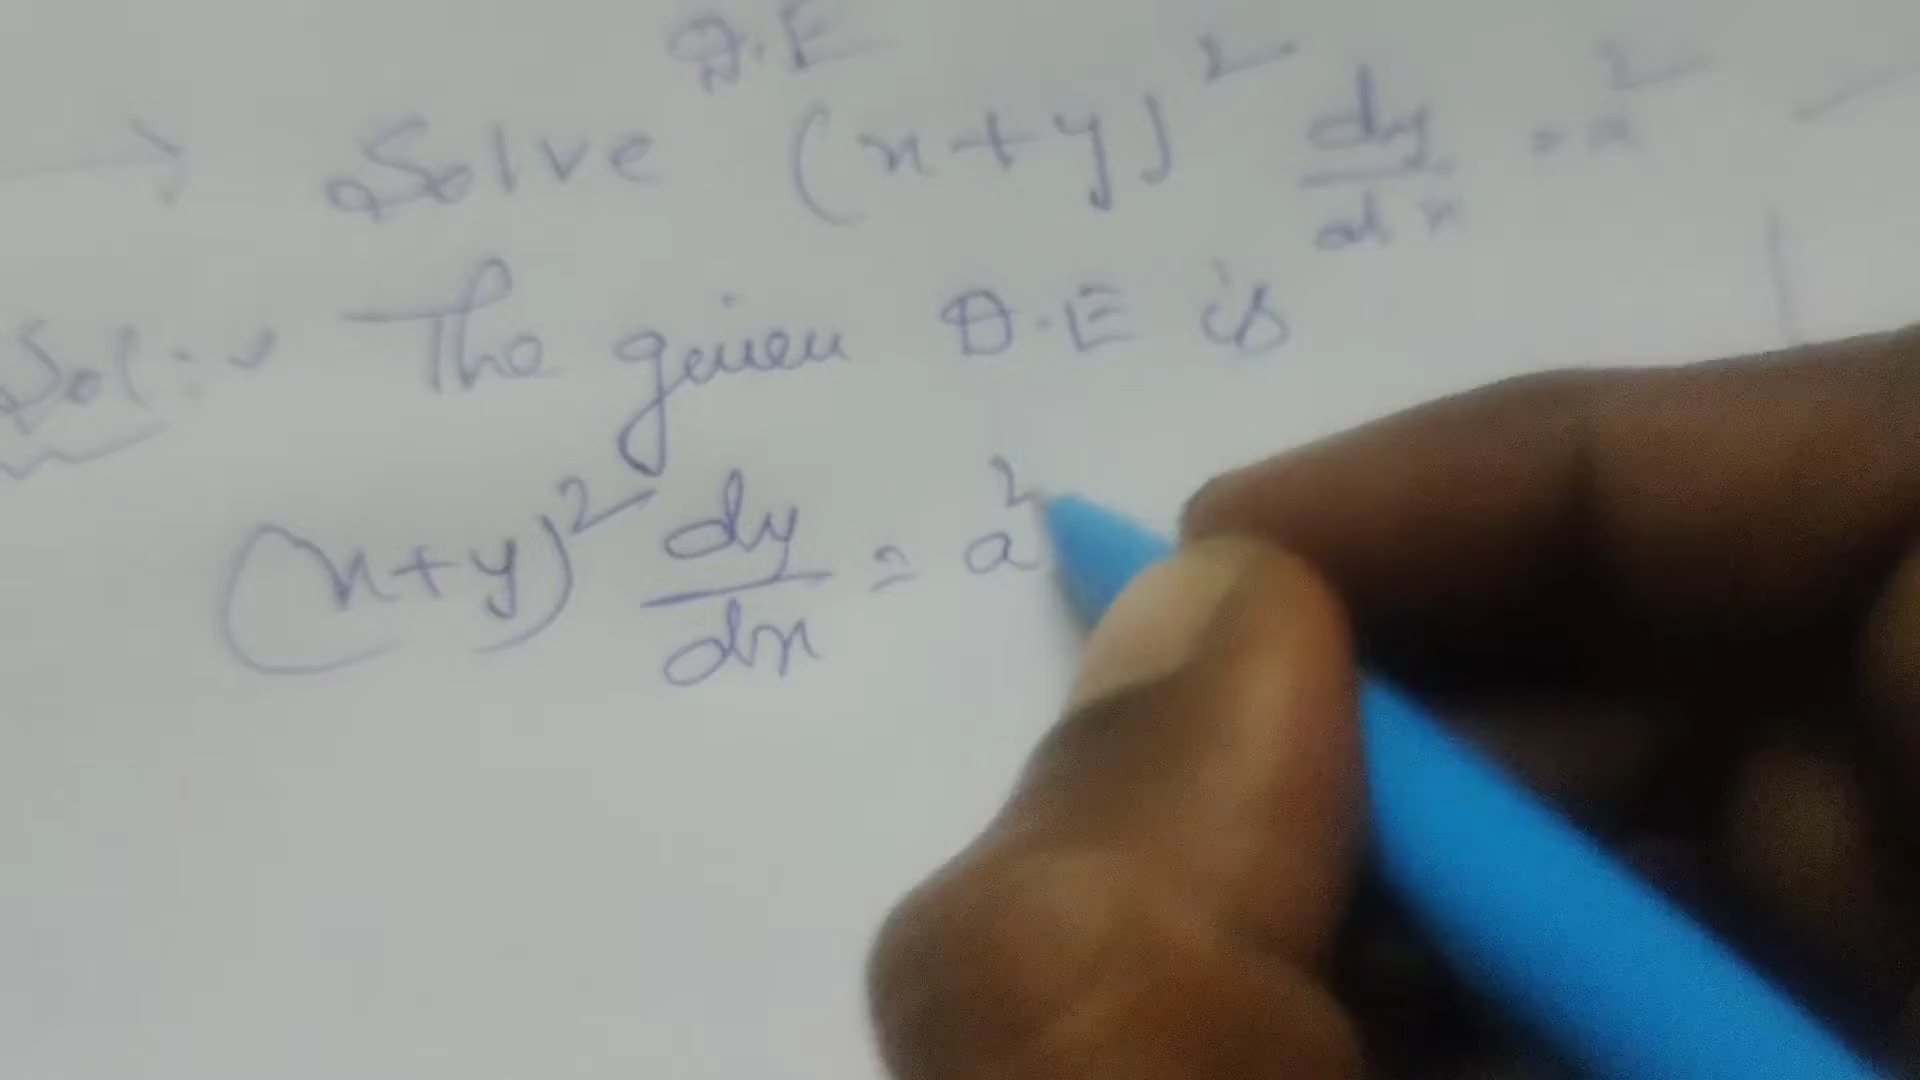 D.E
Solve (x+y)² dy/dx = a²
Sol:- The given D.E is
(x+y)² dy/dx = a²